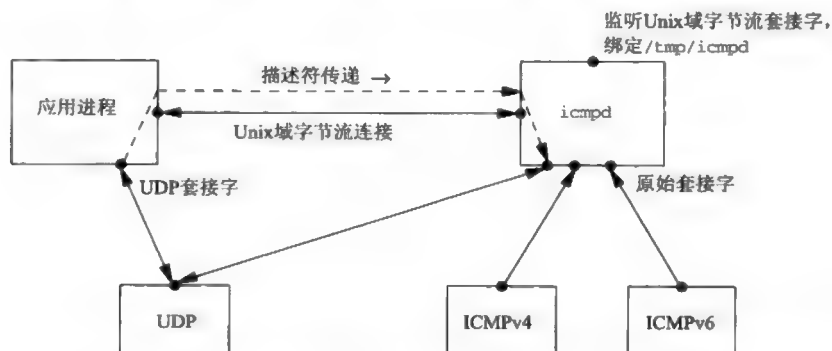 监听Unix域字节流套接字,
绑定/tmp/icmpd
描述符传递 →
应用进程
icmpd
Unix域字节流连接
UDP套接字
原始套接字
UDP
ICMPv4
ICMPv6